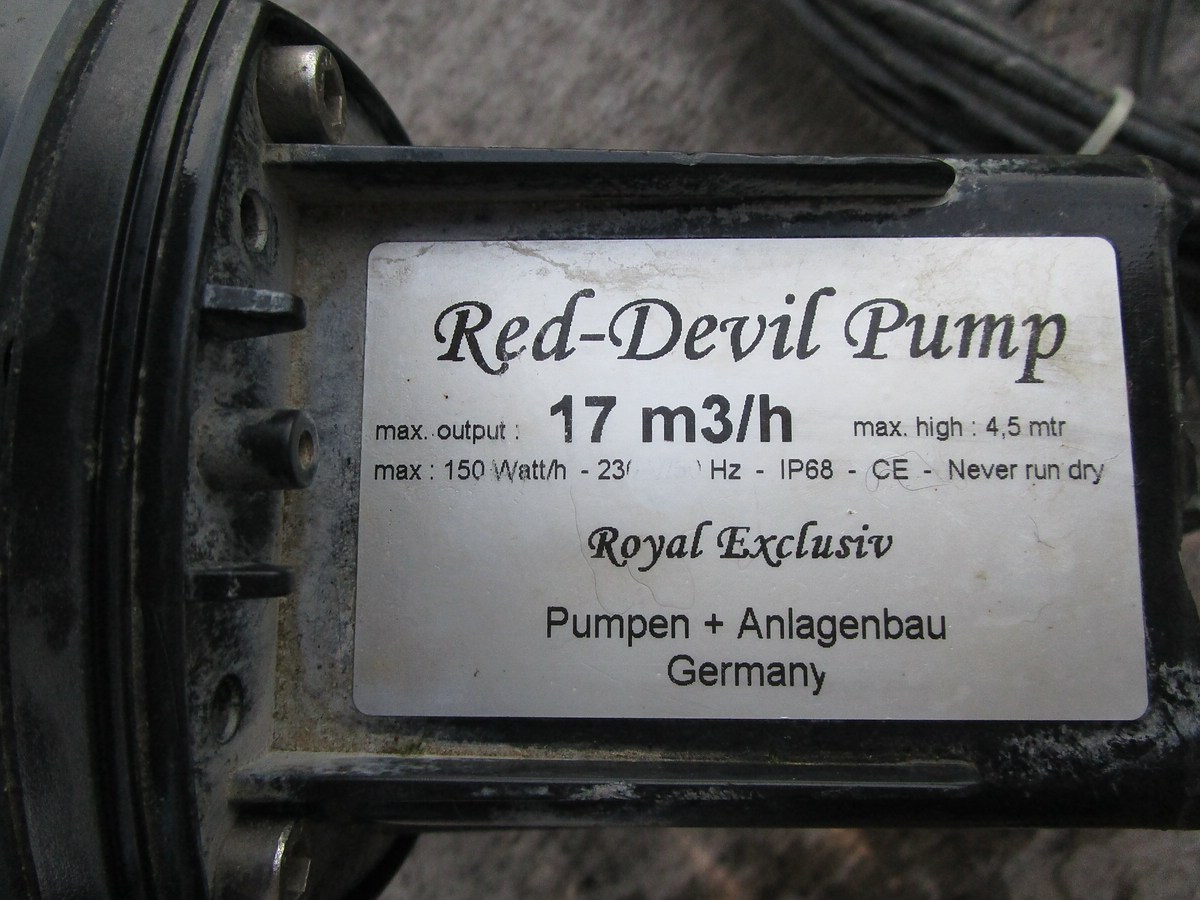 Red-Devil Pump
max. output : 17 m3/h max. high : 4,5 mtr
max : 150 Watt/h - Hz - IP68 - CE - Never run dry
Royal Exclusiv
Pumpen + Anlagenbau
Germany